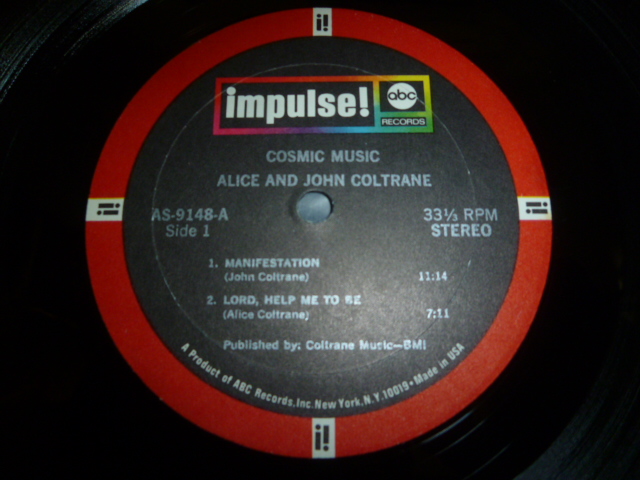 i!
impulse!
abc
RECORDS
COSMIC MUSIC
ALICE AND JOHN COLTRANE
i!
AS-9148-A
33⅓ RPM
i!
Side 1
STEREO
1. MANIFESTATION
(John Coltrane)
11:14
2. LORD, HELP ME TO BE
(Alice Coltrane)
7:11
Published by: Coltrane Music—BMI
A Product of ABC Records, Inc. New York, N.Y. 10019 • Made in USA
i!